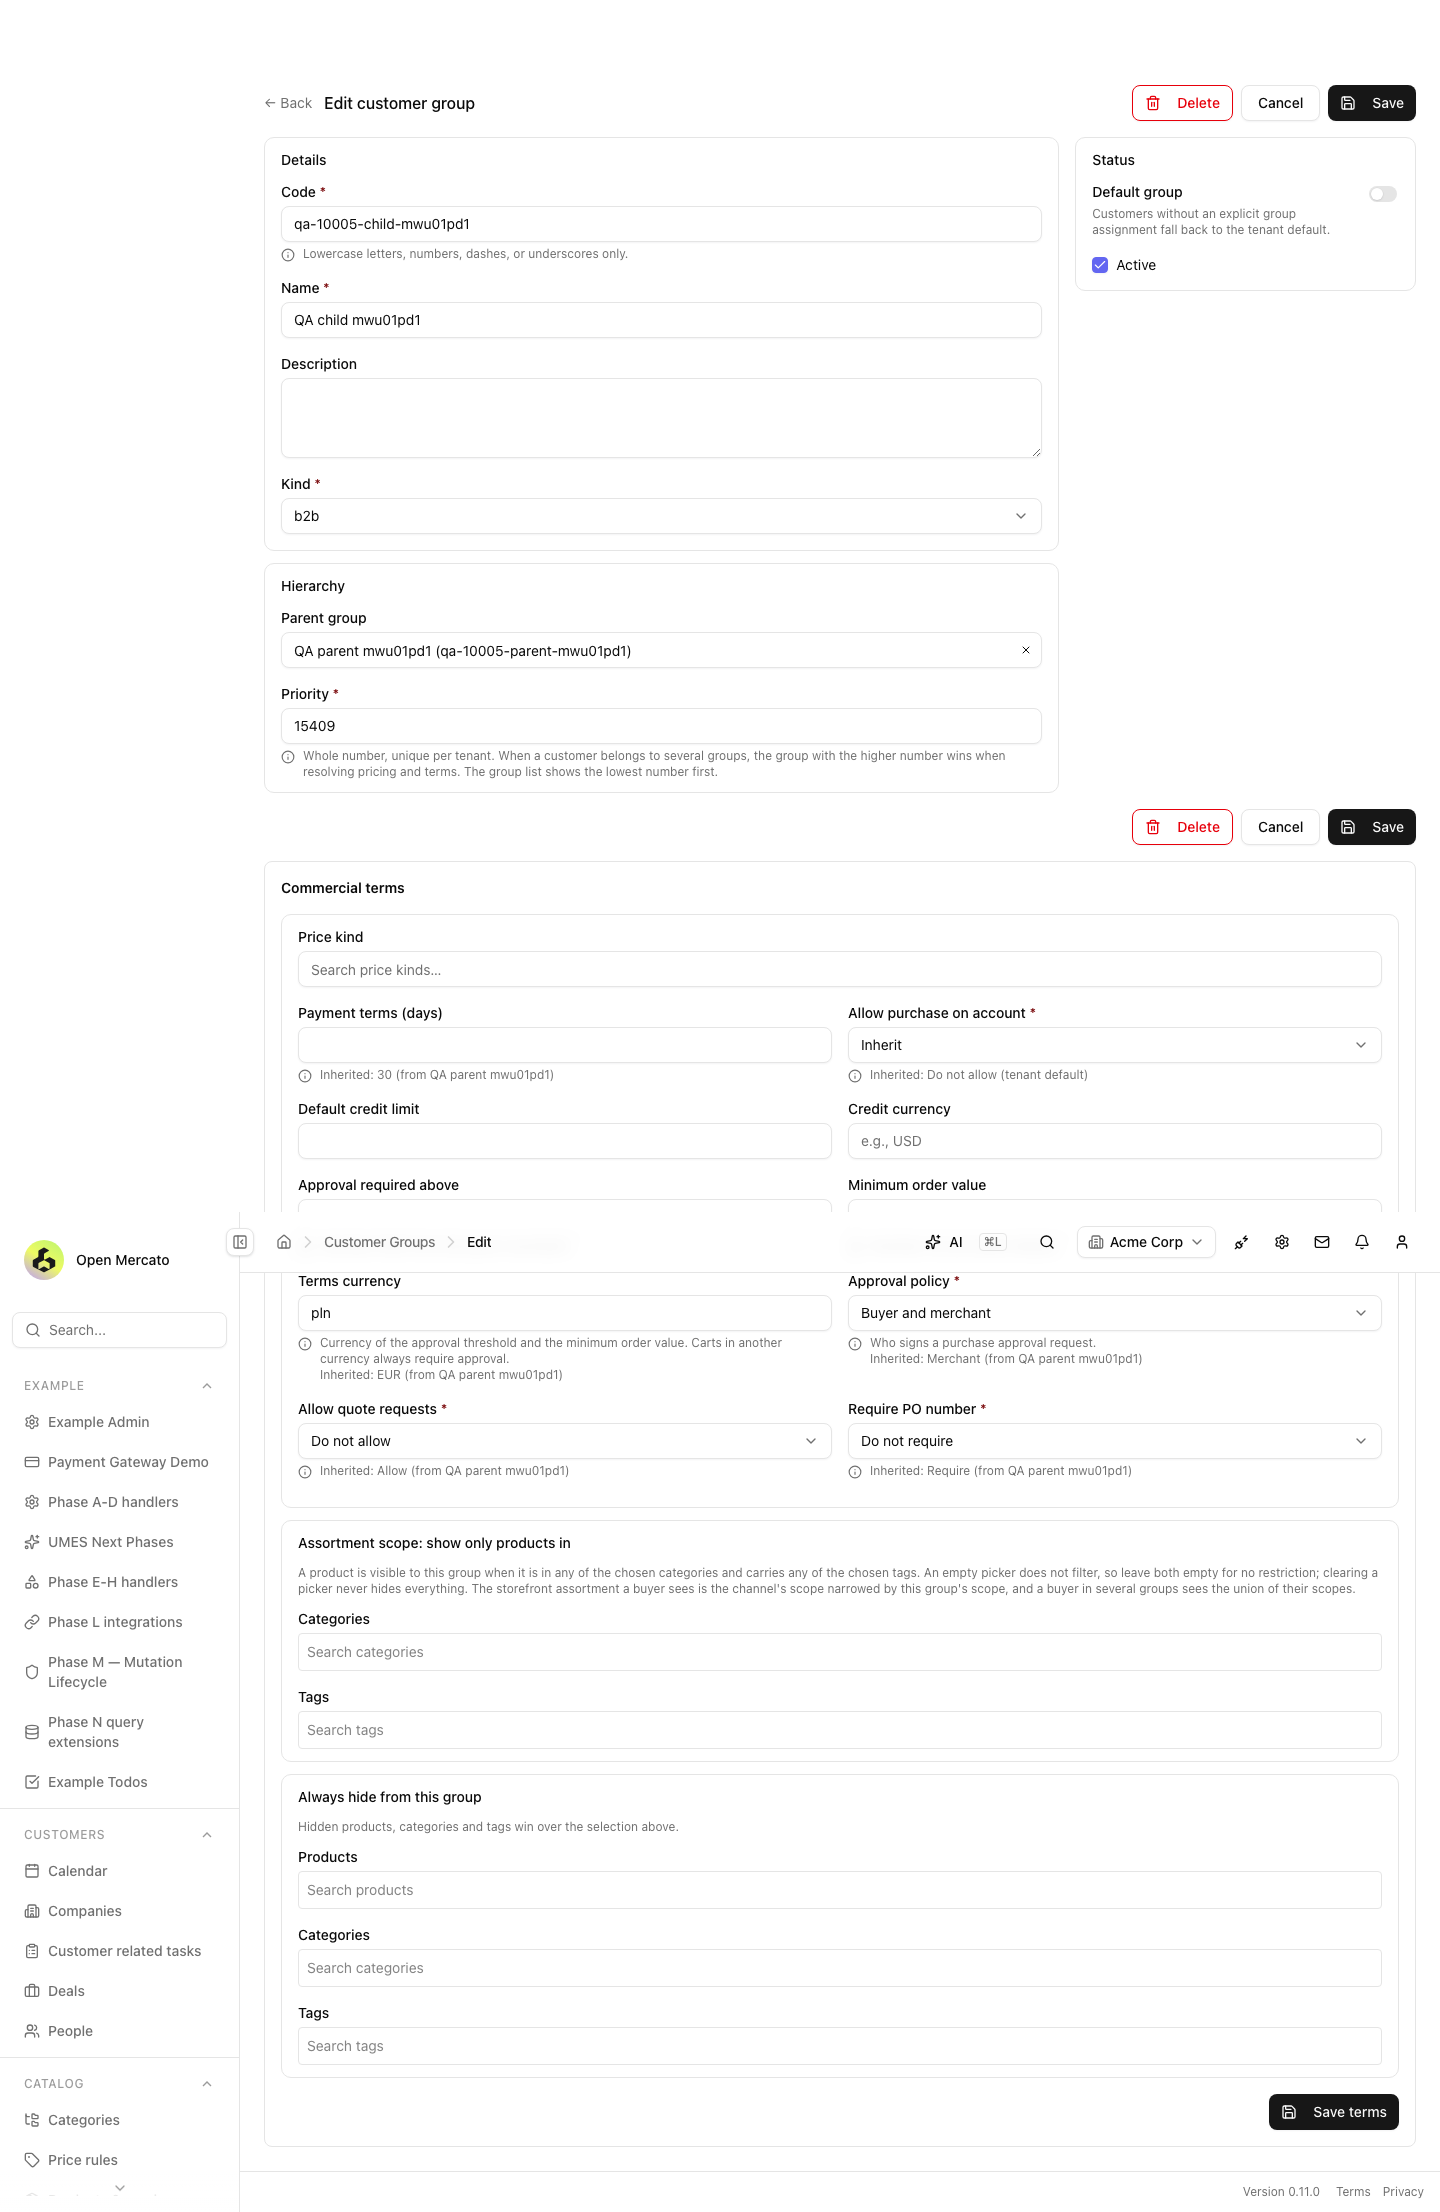 ← Back Edit customer group
Delete Cancel Save
Details
Code *
qa-10005-child-mwu01pd1
Lowercase letters, numbers, dashes, or underscores only.
Name *
QA child mwu01pd1
Description
Kind *
b2b
Status
Default group
Customers without an explicit group
assignment fall back to the tenant default.
Active
Hierarchy
Parent group
QA parent mwu01pd1 (qa-10005-parent-mwu01pd1)
Priority *
15409
Whole number, unique per tenant. When a customer belongs to several groups, the group with the higher number wins when
resolving pricing and terms. The group list shows the lowest number first.
Delete Cancel Save
Commercial terms
Price kind
Search price kinds...
Payment terms (days)
Inherited: 30 (from QA parent mwu01pd1)
Allow purchase on account *
Inherit
Inherited: Do not allow (tenant default)
Default credit limit
Credit currency
e.g., USD
Approval required above
Minimum order value
Customer Groups Edit
AI ⌘L
Acme Corp
Terms currency
pln
Currency of the approval threshold and the minimum order value. Carts in another
currency always require approval.
Inherited: EUR (from QA parent mwu01pd1)
Approval policy *
Buyer and merchant
Who signs a purchase approval request.
Inherited: Merchant (from QA parent mwu01pd1)
Allow quote requests *
Do not allow
Inherited: Allow (from QA parent mwu01pd1)
Require PO number *
Do not require
Inherited: Require (from QA parent mwu01pd1)
Assortment scope: show only products in
A product is visible to this group when it is in any of the chosen categories and carries any of the chosen tags. An empty picker does not filter, so leave both empty for no restriction; clearing a
picker never hides everything. The storefront assortment a buyer sees is the channel's scope narrowed by this group's scope, and a buyer in several groups sees the union of their scopes.
Categories
Search categories
Tags
Search tags
Always hide from this group
Hidden products, categories and tags win over the selection above.
Products
Search products
Categories
Search categories
Tags
Search tags
Save terms
Open Mercato
Search...
EXAMPLE
Example Admin
Payment Gateway Demo
Phase A-D handlers
UMES Next Phases
Phase E-H handlers
Phase L integrations
Phase M — Mutation
Lifecycle
Phase N query
extensions
Example Todos
CUSTOMERS
Calendar
Companies
Customer related tasks
Deals
People
CATALOG
Categories
Price rules
Version 0.11.0 Terms Privacy